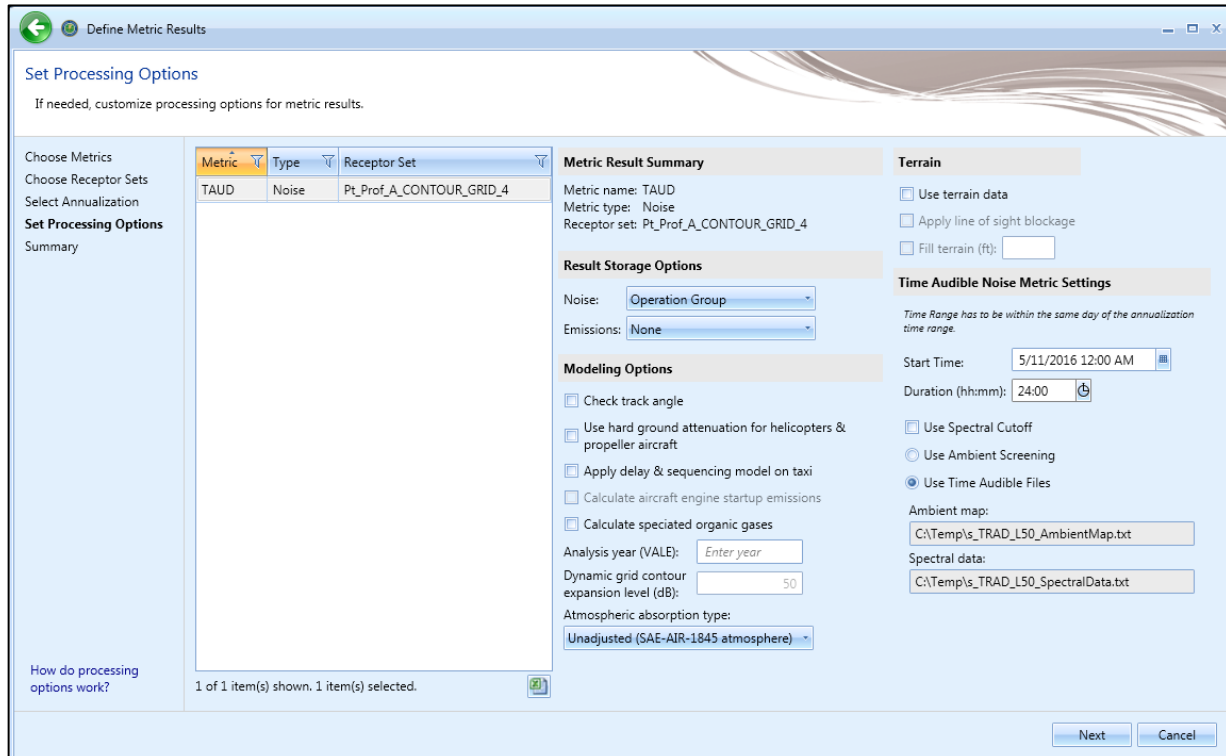 Define Metric Results
Set Processing Options
If needed, customize processing options for metric results.
Choose Metrics
Choose Receptor Sets
Select Annualization
Set Processing Options
Summary
How do processing
options work?
Metric Type Receptor Set
TAUD Noise Pt_Prof_A_CONTOUR_GRID_4
1 of 1 item(s) shown. 1 item(s) selected.
Metric Result Summary
Metric name: TAUD
Metric type: Noise
Receptor set: Pt_Prof_A_CONTOUR_GRID_4
Result Storage Options
Noise: Operation Group
Emissions: None
Modeling Options
Check track angle
Use hard ground attenuation for helicopters &
propeller aircraft
Apply delay & sequencing model on taxi
Calculate aircraft engine startup emissions
Calculate speciated organic gases
Analysis year (VALE): Enter year
Dynamic grid contour
expansion level (dB): 50
Atmospheric absorption type:
Unadjusted (SAE-AIR-1845 atmosphere)
Terrain
Use terrain data
Apply line of sight blockage
Fill terrain (ft):
Time Audible Noise Metric Settings
Time Range has to be within the same day of the annualization
time range.
Start Time: 5/11/2016 12:00 AM
Duration (hh:mm): 24:00
Use Spectral Cutoff
Use Ambient Screening
Use Time Audible Files
Ambient map:
C:\Temp\s_TRAD_L50_AmbientMap.txt
Spectral data:
C:\Temp\s_TRAD_L50_SpectralData.txt
Next Cancel